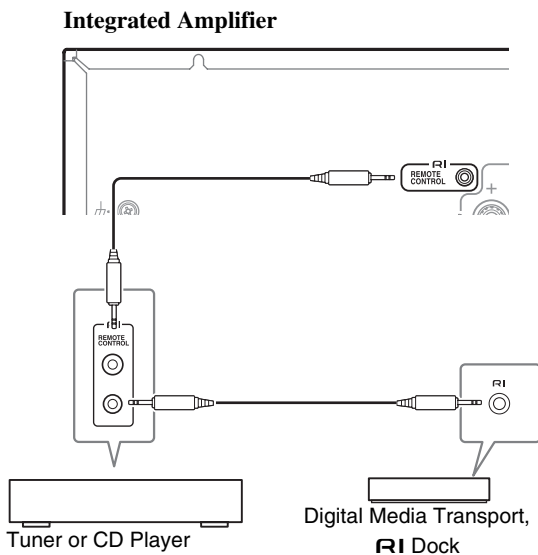 Integrated Amplifier
RI
REMOTE
CONTROL
+
RI
REMOTE
CONTROL
RI
Tuner or CD Player
Digital Media Transport,
RI Dock